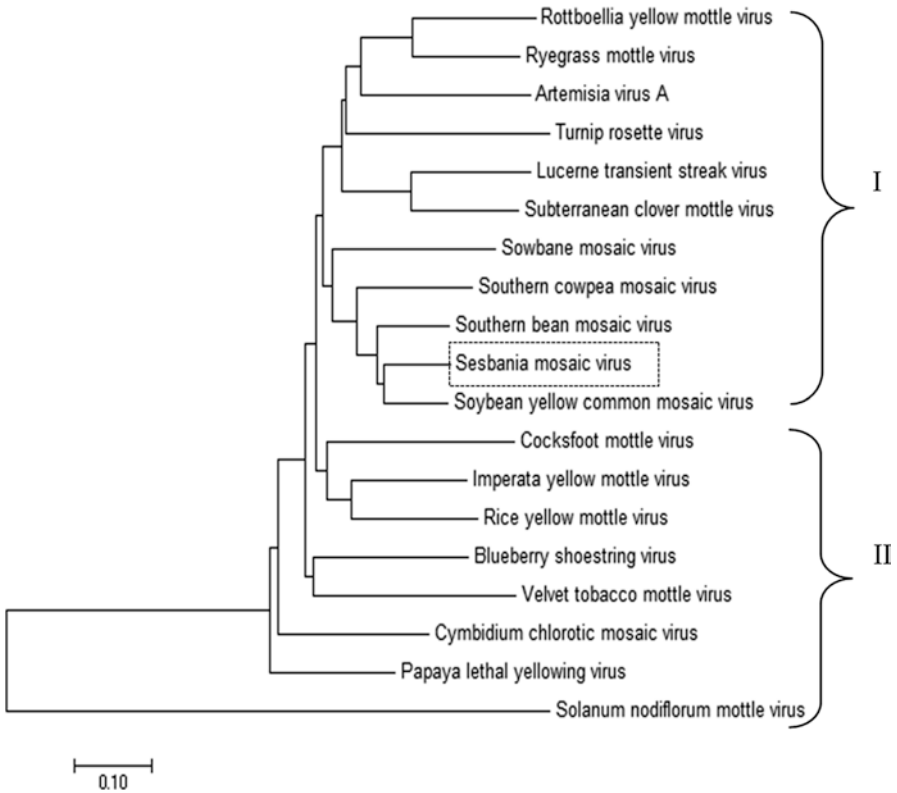 Rottboellia yellow mottle virus
Ryegrass mottle virus
Artemisia virus A
Turnip rosette virus
I
Lucerne transient streak virus
Subterranean clover mottle virus
Sowbane mosaic virus
Southern cowpea mosaic virus
Southern bean mosaic virus
Sesbania mosaic virus
Soybean yellow common mosaic virus
Cocksfoot mottle virus
Imperata yellow mottle virus
Rice yellow mottle virus
Blueberry shoestring virus
II
Velvet tobacco mottle virus
Cymbidium chlorotic mosaic virus
Papaya lethal yellowing virus
Solanum nodiflorum mottle virus
0.10